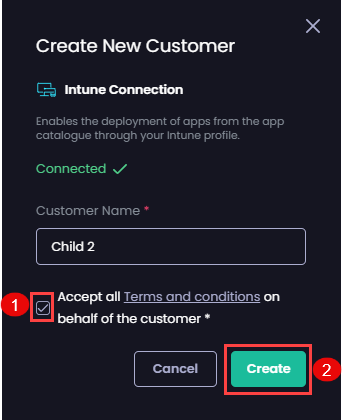 Create New Customer
Intune Connection
Enables the deployment of apps from the app
catalogue through your Intune profile.
Connected
Customer Name *
Child 2
1
Accept all Terms and conditions on
behalf of the customer *
Cancel
Create
2